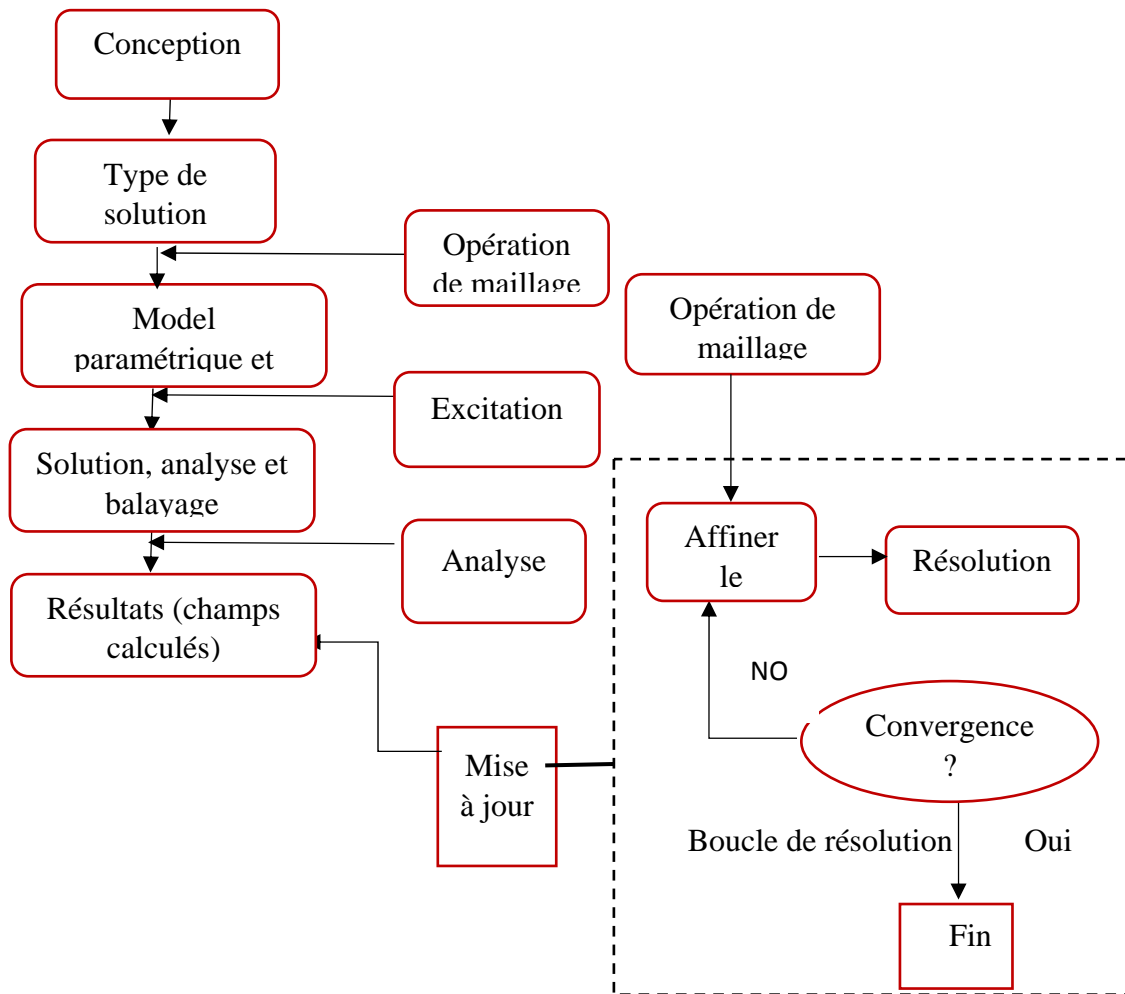 Conception
Type de
solution
Opération
de maillage
Model
paramétrique et
Excitation
Solution, analyse et
balayage
Analyse
Résultats (champs
calculés)
Mise
à jour
Opération de
maillage
Affiner
le
Résolution
NO
Convergence
?
Boucle de résolution
Oui
Fin